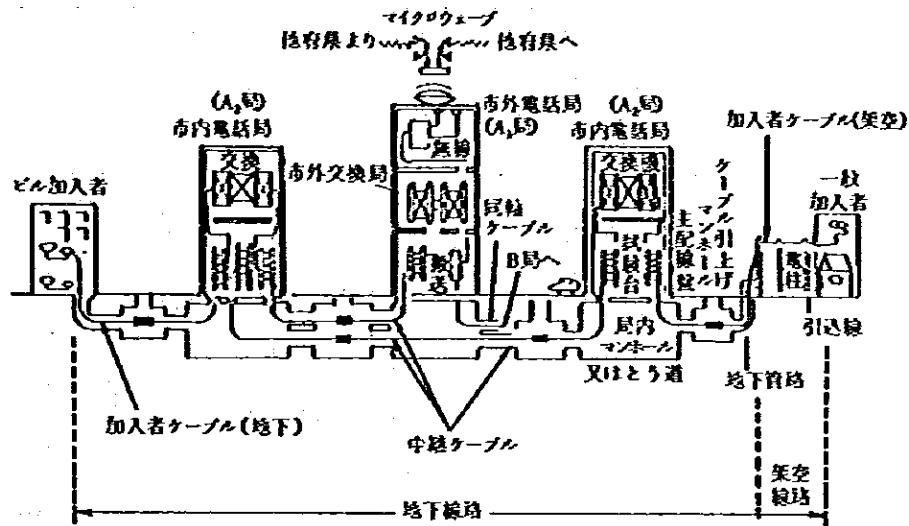 マイクロウェーブ
他府県より
他府県へ
(A₂局)
市内電話局
交換
市外電話局
(A₁局)
無線
市外交換局
同軸
ケーブル
搬送
B局へ
(A₂局)
市内電話局
交換機
試験台
主配線盤
マンホール
ケーブル引上げ
加入者ケーブル(架空)
一般
加入者
電柱
ビル加入者
局内
マンホール
又はとう道
引込線
地下管路
加入者ケーブル(地下)
中継ケーブル
架空
線路
地下線路